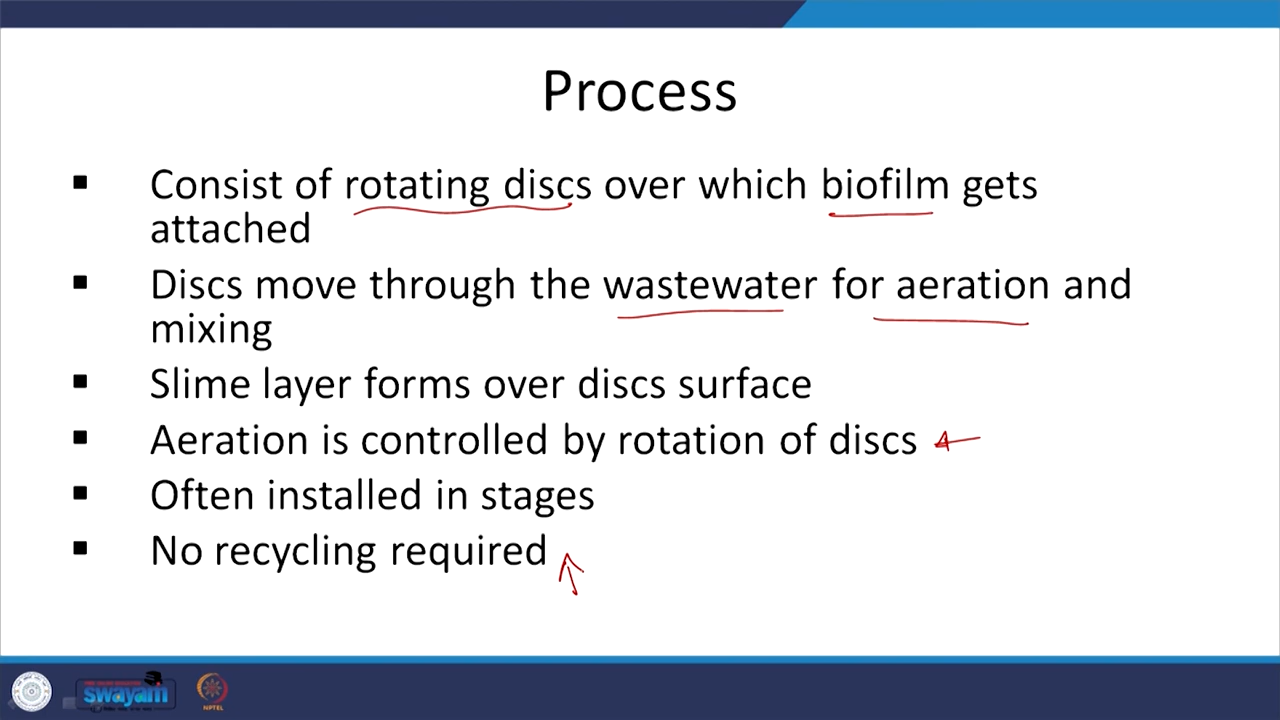 Process
▪ Consist of rotating discs over which biofilm gets
attached
▪ Discs move through the wastewater for aeration and
mixing
▪ Slime layer forms over discs surface
▪ Aeration is controlled by rotation of discs
▪ Often installed in stages
▪ No recycling required
swayam
NPTEL